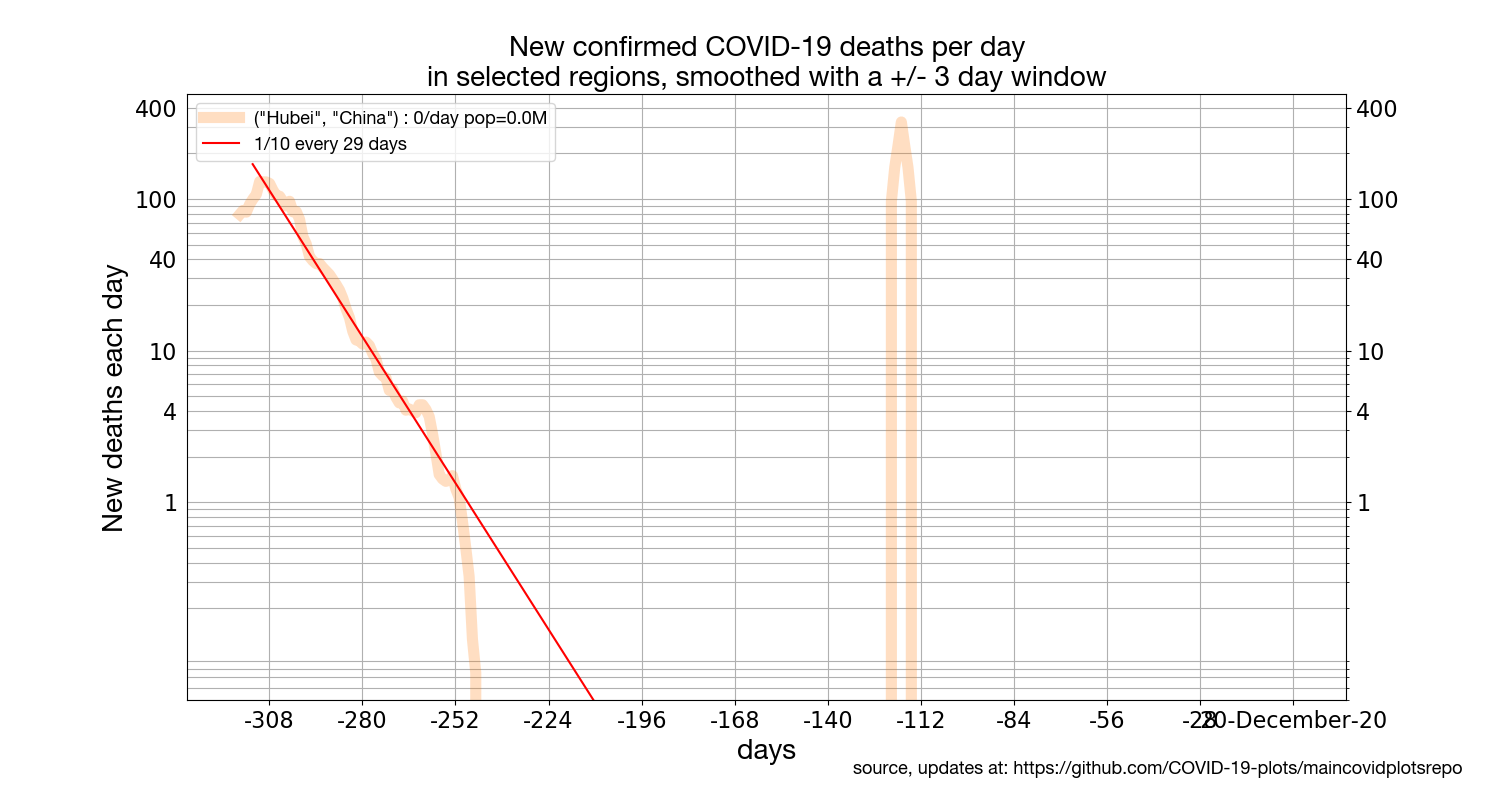 New confirmed COVID-19 deaths per day
in selected regions, smoothed with a +/- 3 day window
("Hubei", "China") : 0/day pop=0.0M
1/10 every 29 days
New deaths each day
400
100
40
10
4
1
400
100
40
10
4
1
-308 -280 -252 -224 -196 -168 -140 -112 -84 -56 -28 20-December-20
days
source, updates at: https://github.com/COVID-19-plots/maincovidplotsrepo